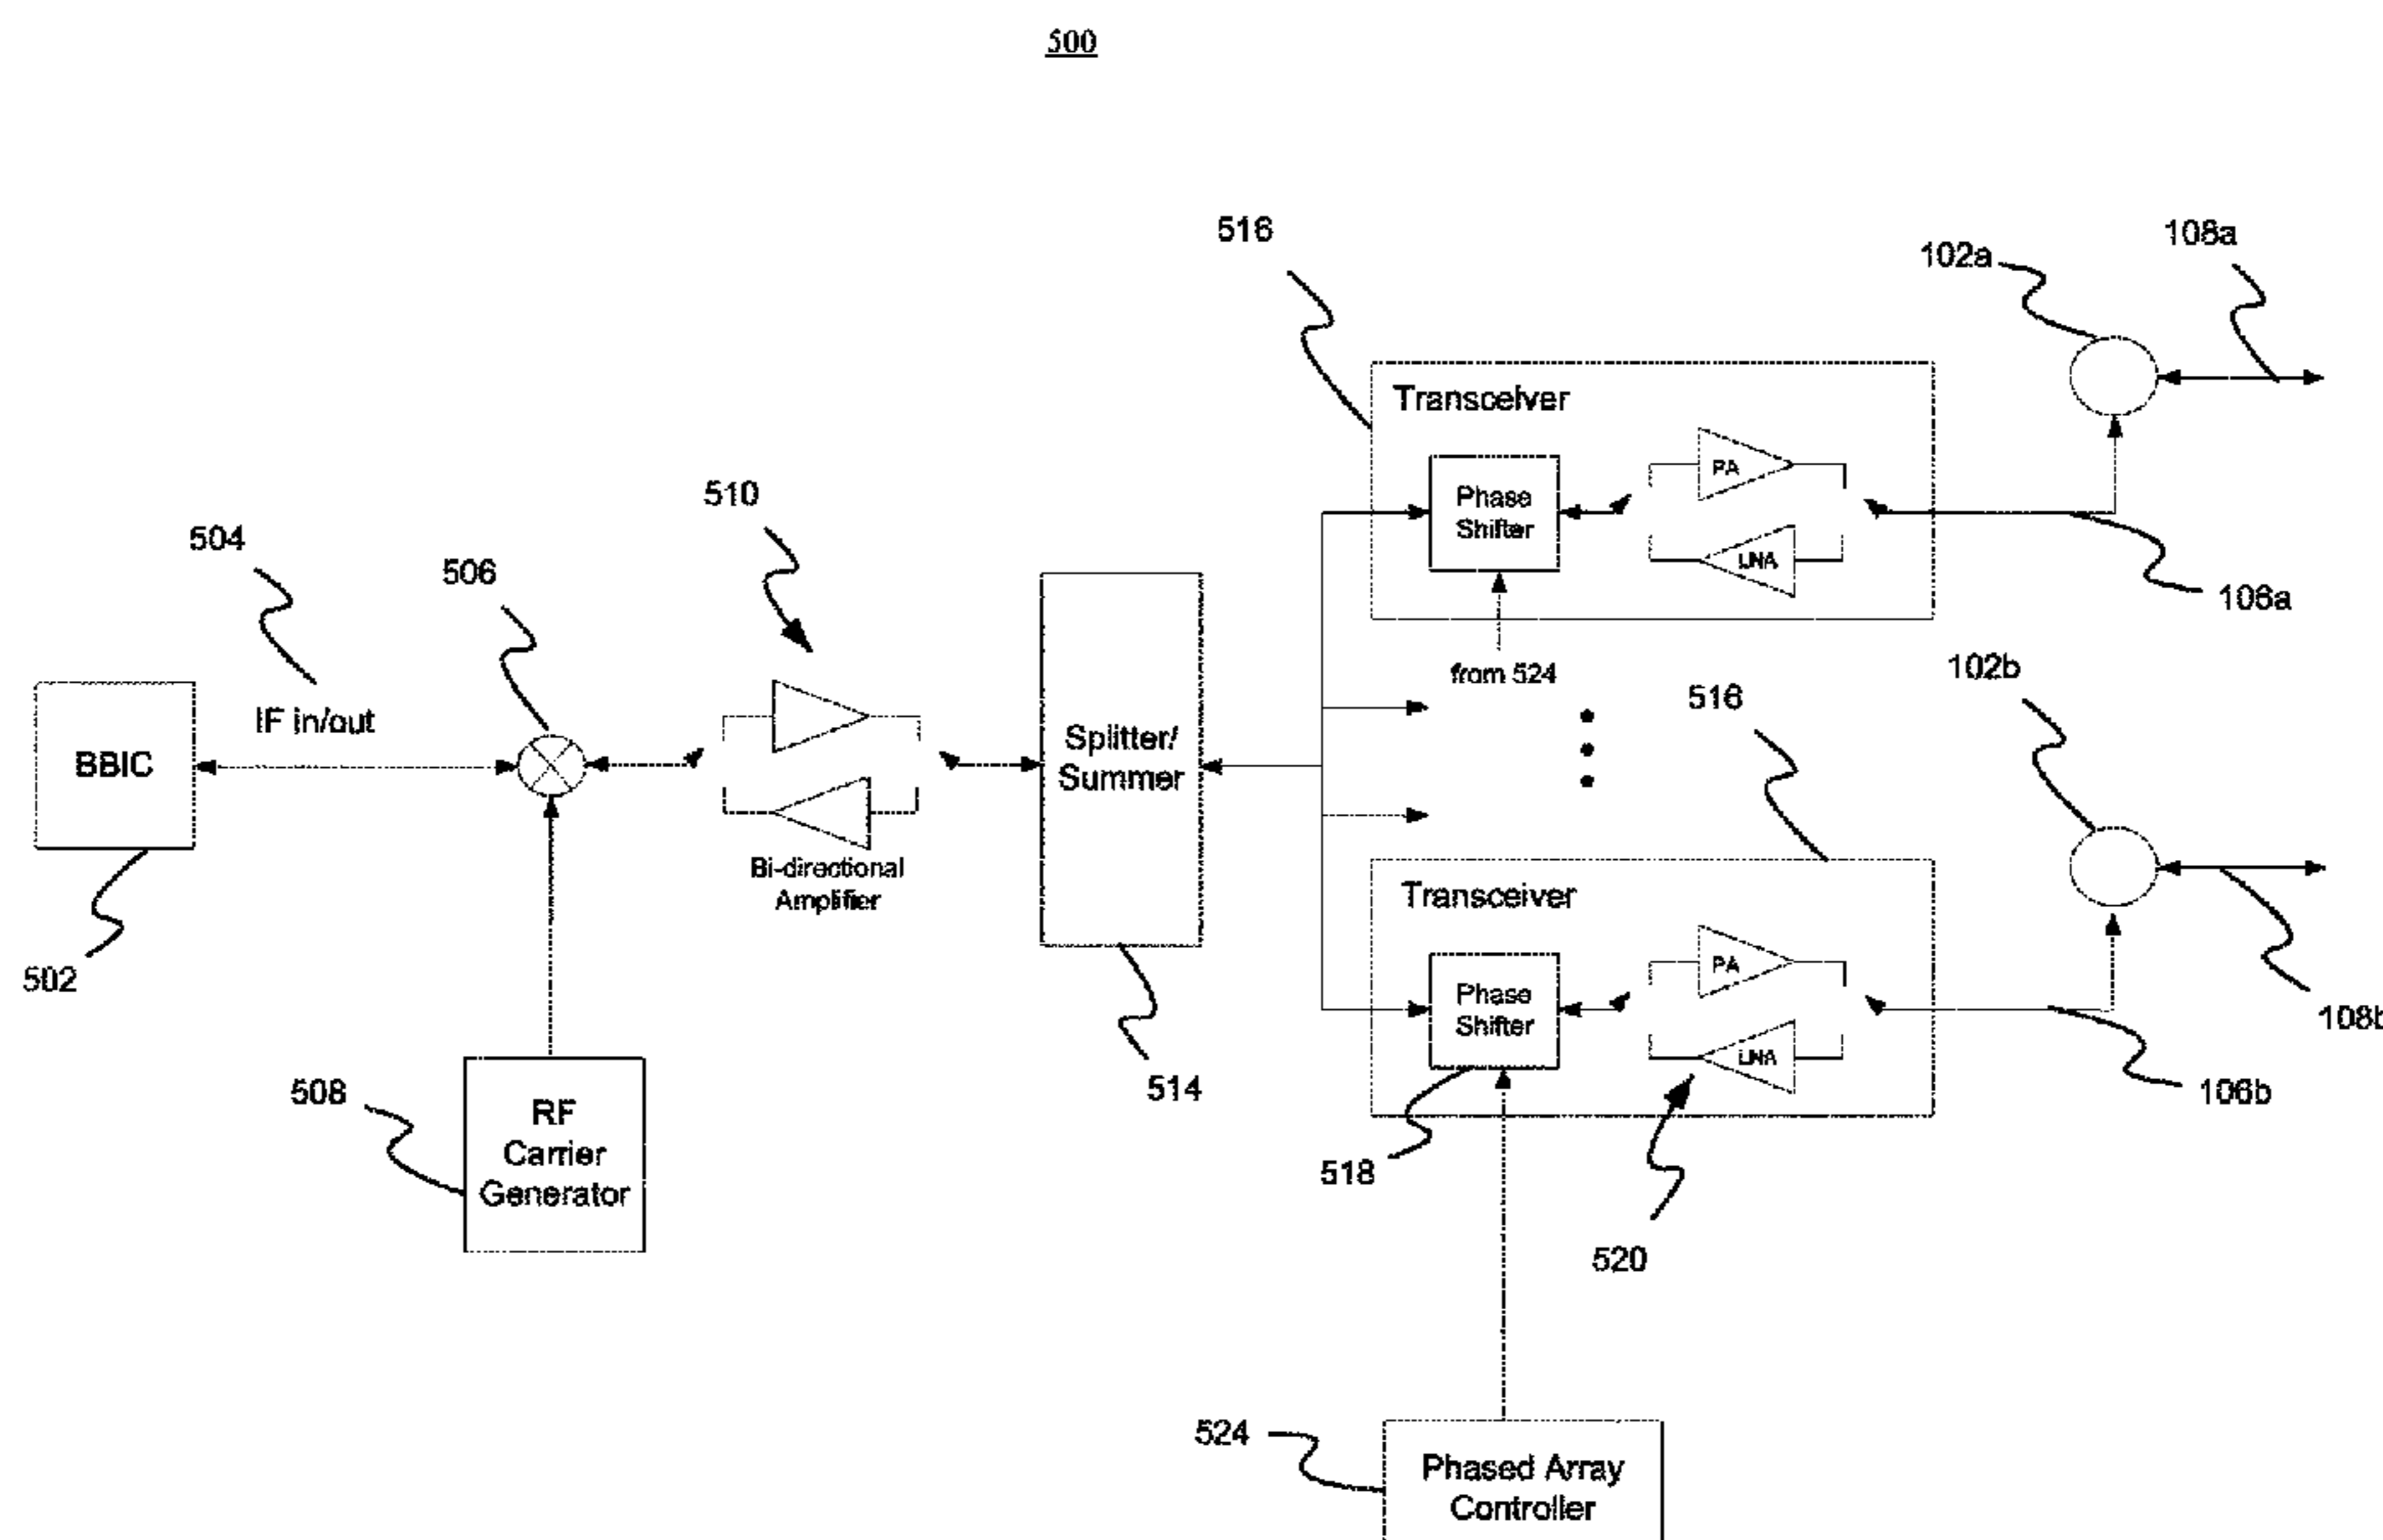 500
516
102a
108a
Transceiver
PA
Phase
Shifter
LNA
106a
from 524
510
504
506
IF in/out
BBIC
Bi-directional
Amplifier
Splitter/
Summer
502
514
508
RF
Carrier
Generator
102b
516
Transceiver
PA
Phase
Shifter
LNA
108b
106b
518
520
524
Phased Array
Controller